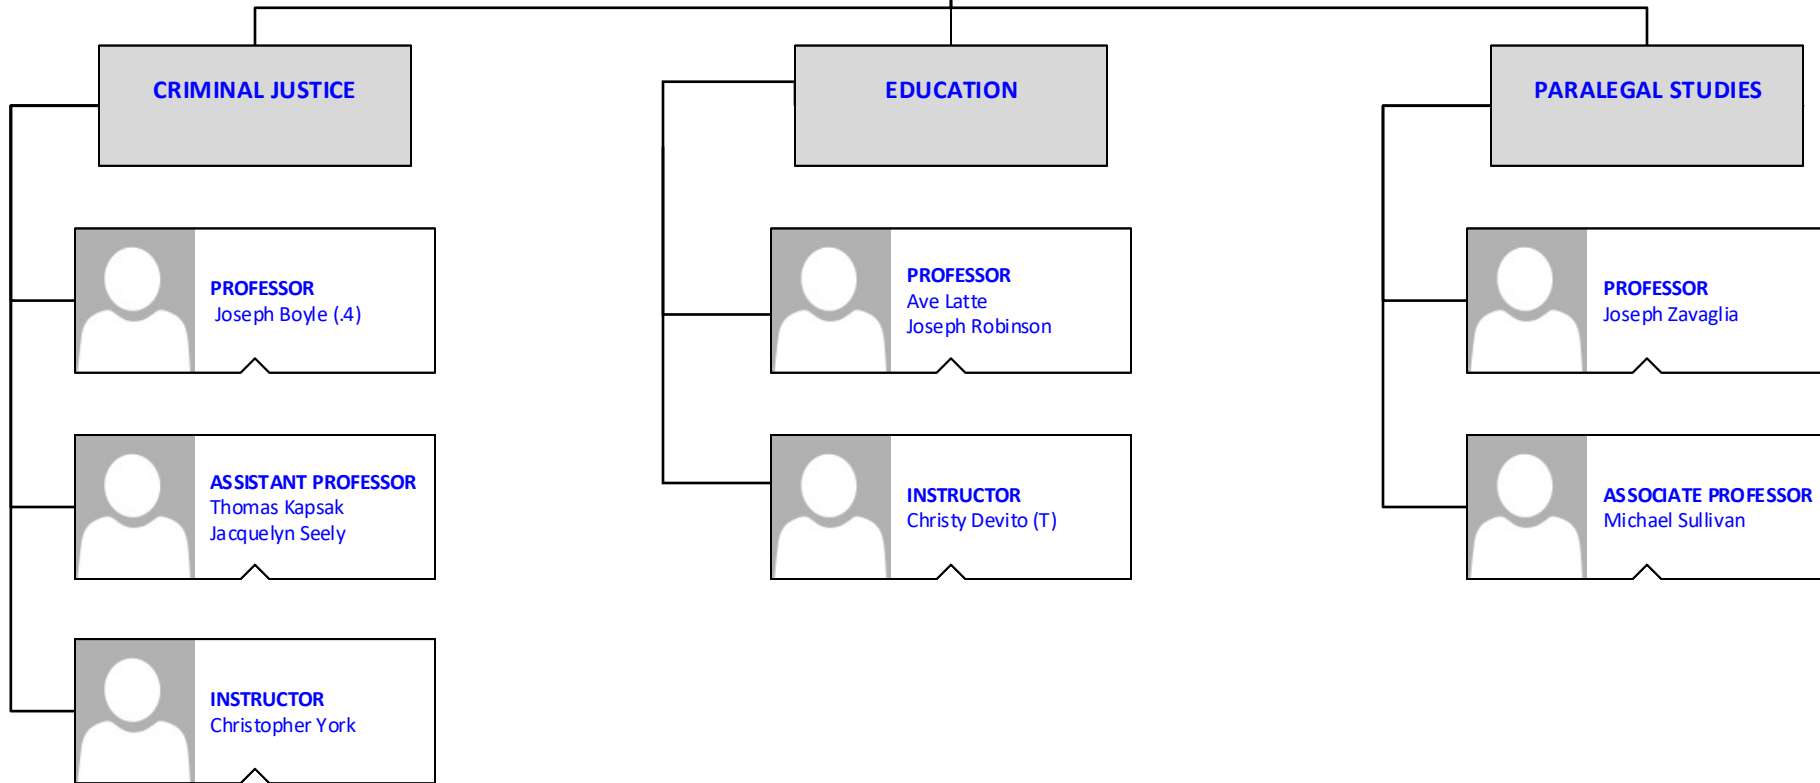 CRIMINAL JUSTICE
PROFESSOR
Joseph Boyle (.4)
ASSISTANT PROFESSOR
Thomas Kapsak
Jacquelyn Seely
INSTRUCTOR
Christopher York
EDUCATION
PROFESSOR
Ave Latte
Joseph Robinson
INSTRUCTOR
Christy Devito (T)
PARALEGAL STUDIES
PROFESSOR
Joseph Zavaglia
ASSOCIATE PROFESSOR
Michael Sullivan